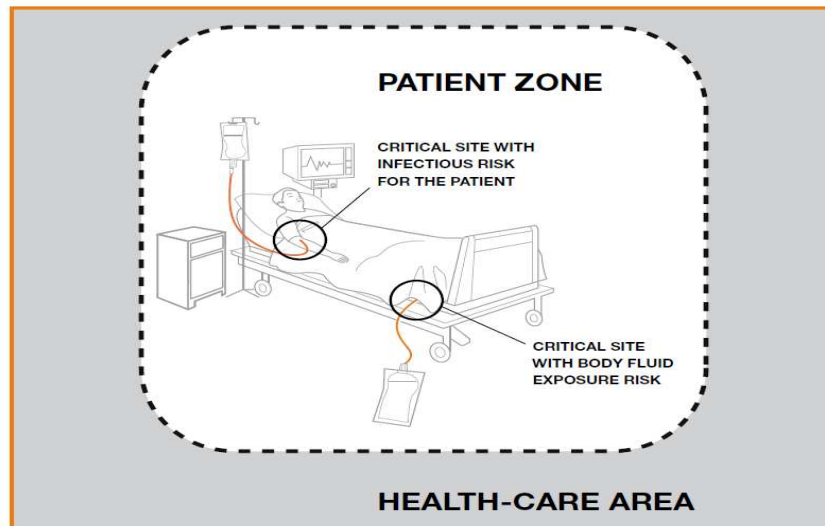 PATIENT ZONE
CRITICAL SITE WITH
INFECTIOUS RISK
FOR THE PATIENT
CRITICAL SITE
WITH BODY FLUID
EXPOSURE RISK
HEALTH-CARE AREA